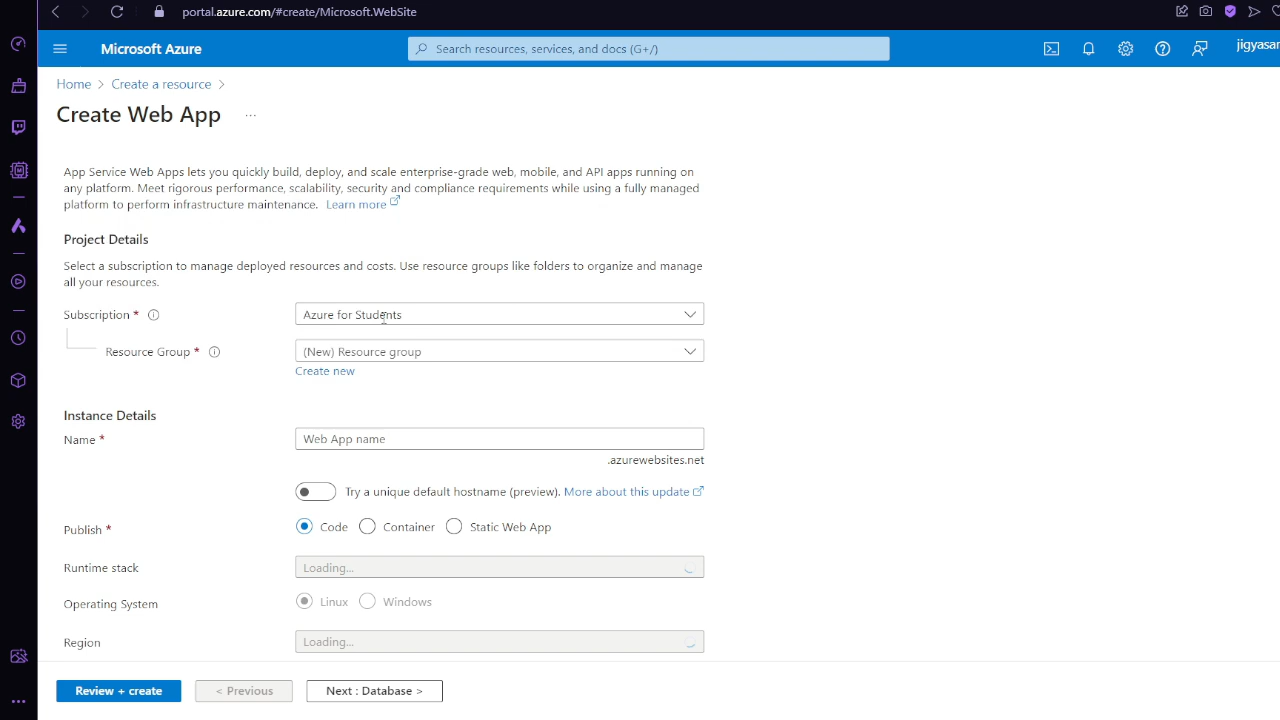 portal.azure.com/#create/Microsoft.WebSite
Microsoft Azure
Search resources, services, and docs (G+/)
Home > Create a resource >
Create Web App ...
App Service Web Apps lets you quickly build, deploy, and scale enterprise-grade web, mobile, and API apps running on
any platform. Meet rigorous performance, scalability, security and compliance requirements while using a fully managed
platform to perform infrastructure maintenance. Learn more
Project Details
Select a subscription to manage deployed resources and costs. Use resource groups like folders to organize and manage
all your resources.
Subscription * Azure for Students
Resource Group * (New) Resource group
Create new
Instance Details
Name * Web App name
.azurewebsites.net
Try a unique default hostname (preview). More about this update
Publish * Code Container Static Web App
Runtime stack Loading...
Operating System Linux Windows
Region Loading...
Review + create < Previous Next : Database >